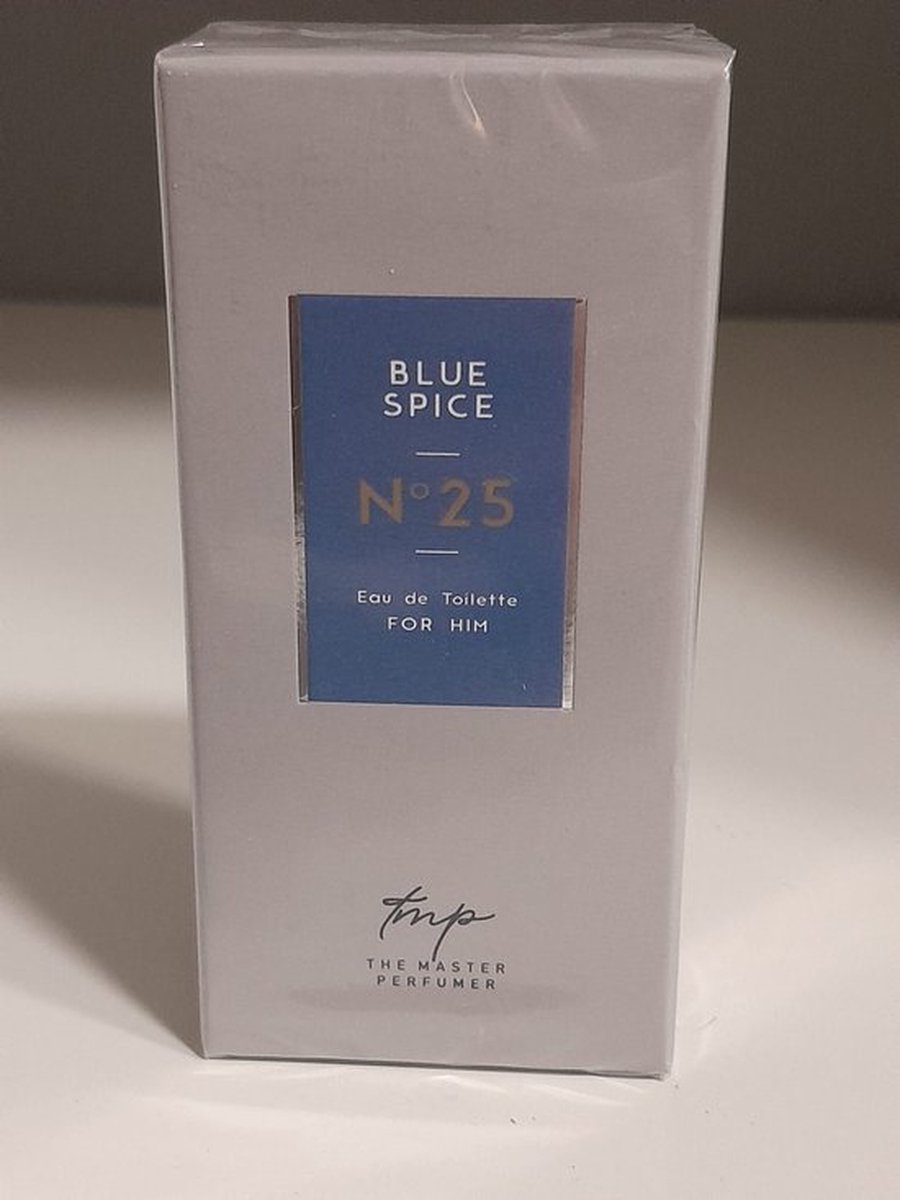 BLUE
SPICE
N°25
Eau de Toilette
FOR HIM
tmp
THE MASTER
PERFUMER